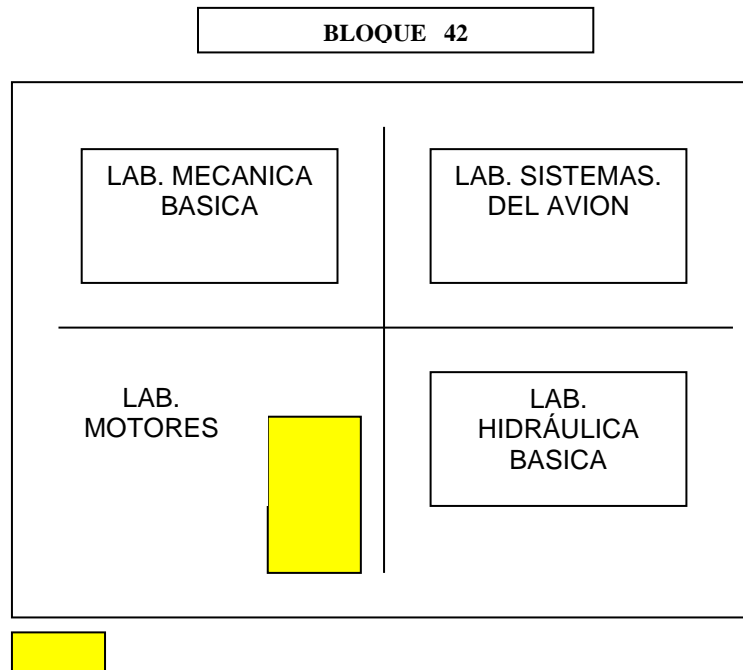 BLOQUE 42
LAB. MECANICA
BASICA
LAB. SISTEMAS.
DEL AVION
LAB.
MOTORES
LAB.
HIDRÁULICA
BASICA